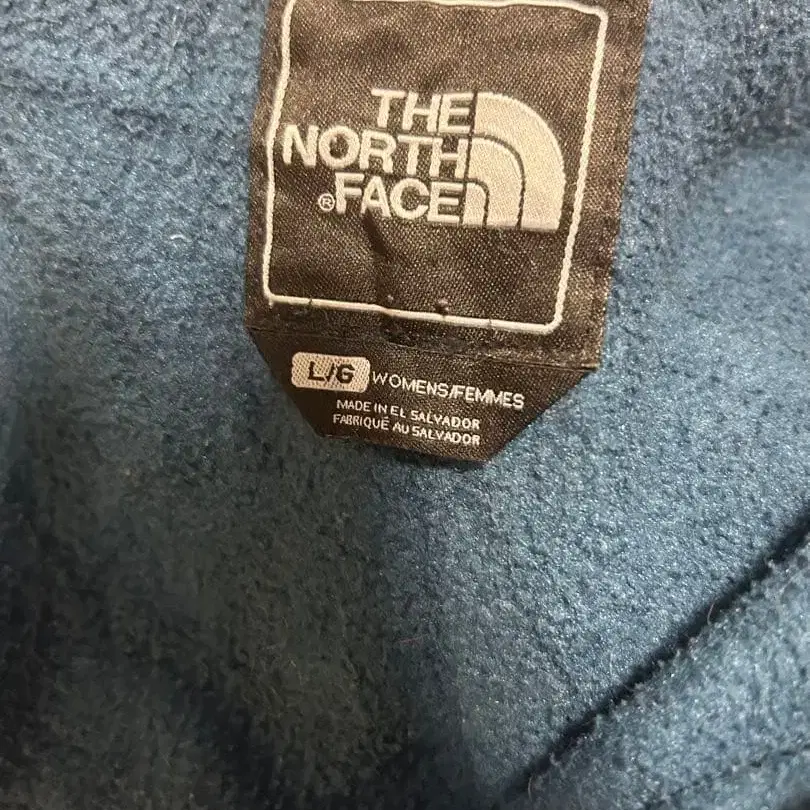 THE
NORTH
®FACE
L/G WOMENS/FEMMES
MADE IN EL SALVADOR
FABRIQUÉ AU SALVADOR